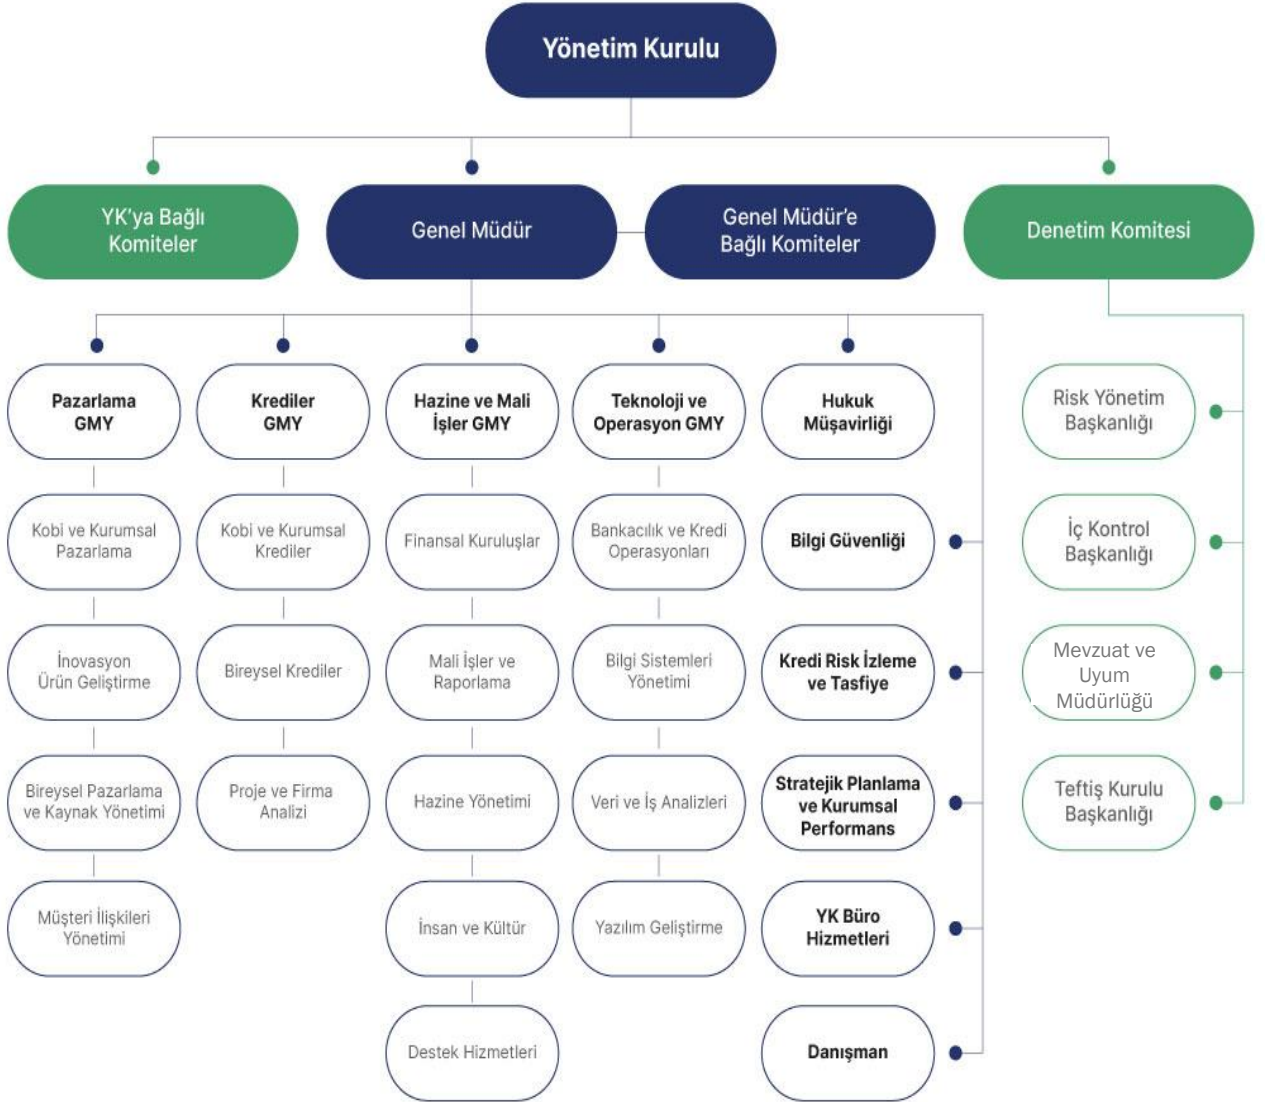 Yönetim Kurulu
YK'ya Bağlı
Komiteler
Genel Müdür
Genel Müdür'e
Bağlı Komiteler
Denetim Komitesi
Pazarlama
GMY
Krediler
GMY
Hazine ve Mali
İşler GMY
Teknoloji ve
Operasyon GMY
Hukuk
Müşavirliği
Risk Yönetim
Başkanlığı
Kobi ve Kurumsal
Pazarlama
Kobi ve Kurumsal
Krediler
Finansal Kuruluşlar
Bankacılık ve Kredi
Operasyonları
Bilgi Güvenliği
İç Kontrol
Başkanlığı
İnovasyon
Ürün Geliştirme
Bireysel Krediler
Mali İşler ve
Raporlama
Bilgi Sistemleri
Yönetimi
Kredi Risk İzleme
ve Tasfiye
Mevzuat ve
Uyum
Müdürlüğü
Bireysel Pazarlama
ve Kaynak Yönetimi
Proje ve Firma
Analizi
Hazine Yönetimi
Veri ve İş Analizleri
Stratejik Planlama
ve Kurumsal
Performans
Teftiş Kurulu
Başkanlığı
Müşteri İlişkileri
Yönetimi
İnsan ve Kültür
Yazılım Geliştirme
YK Büro
Hizmetleri
Destek Hizmetleri
Danışman